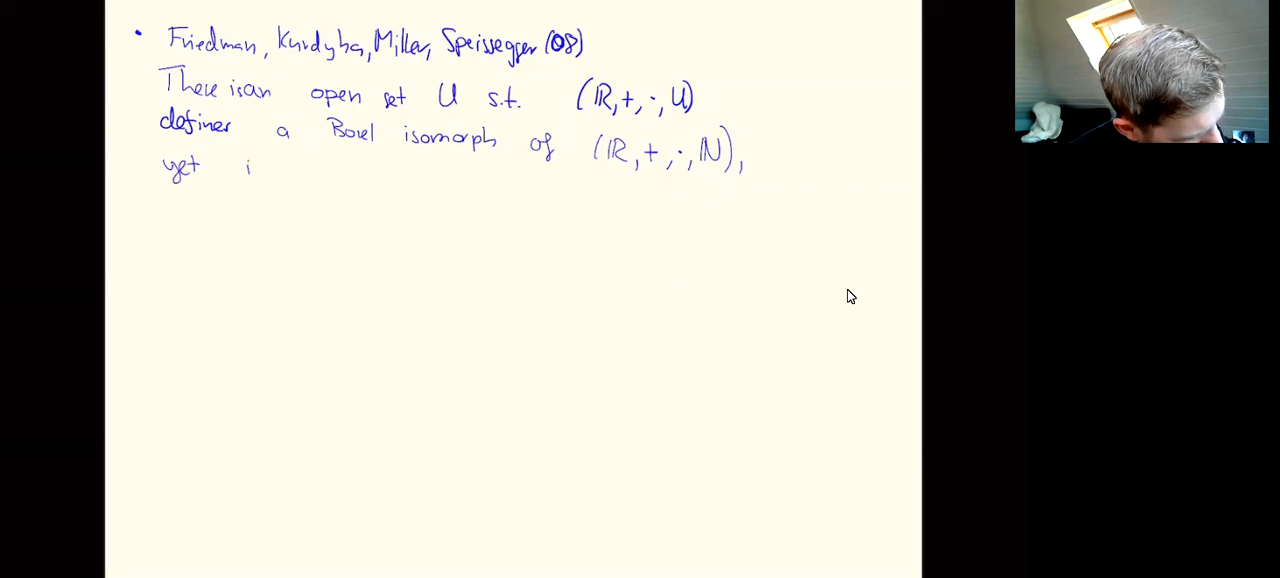 • Friedman, Kurdyka, Miller, Speissegger (08)
There is an open set U s.t. (ℝ,+,·,U)
defines a Borel isomorph of (ℝ,+,·,ℕ),
yet i